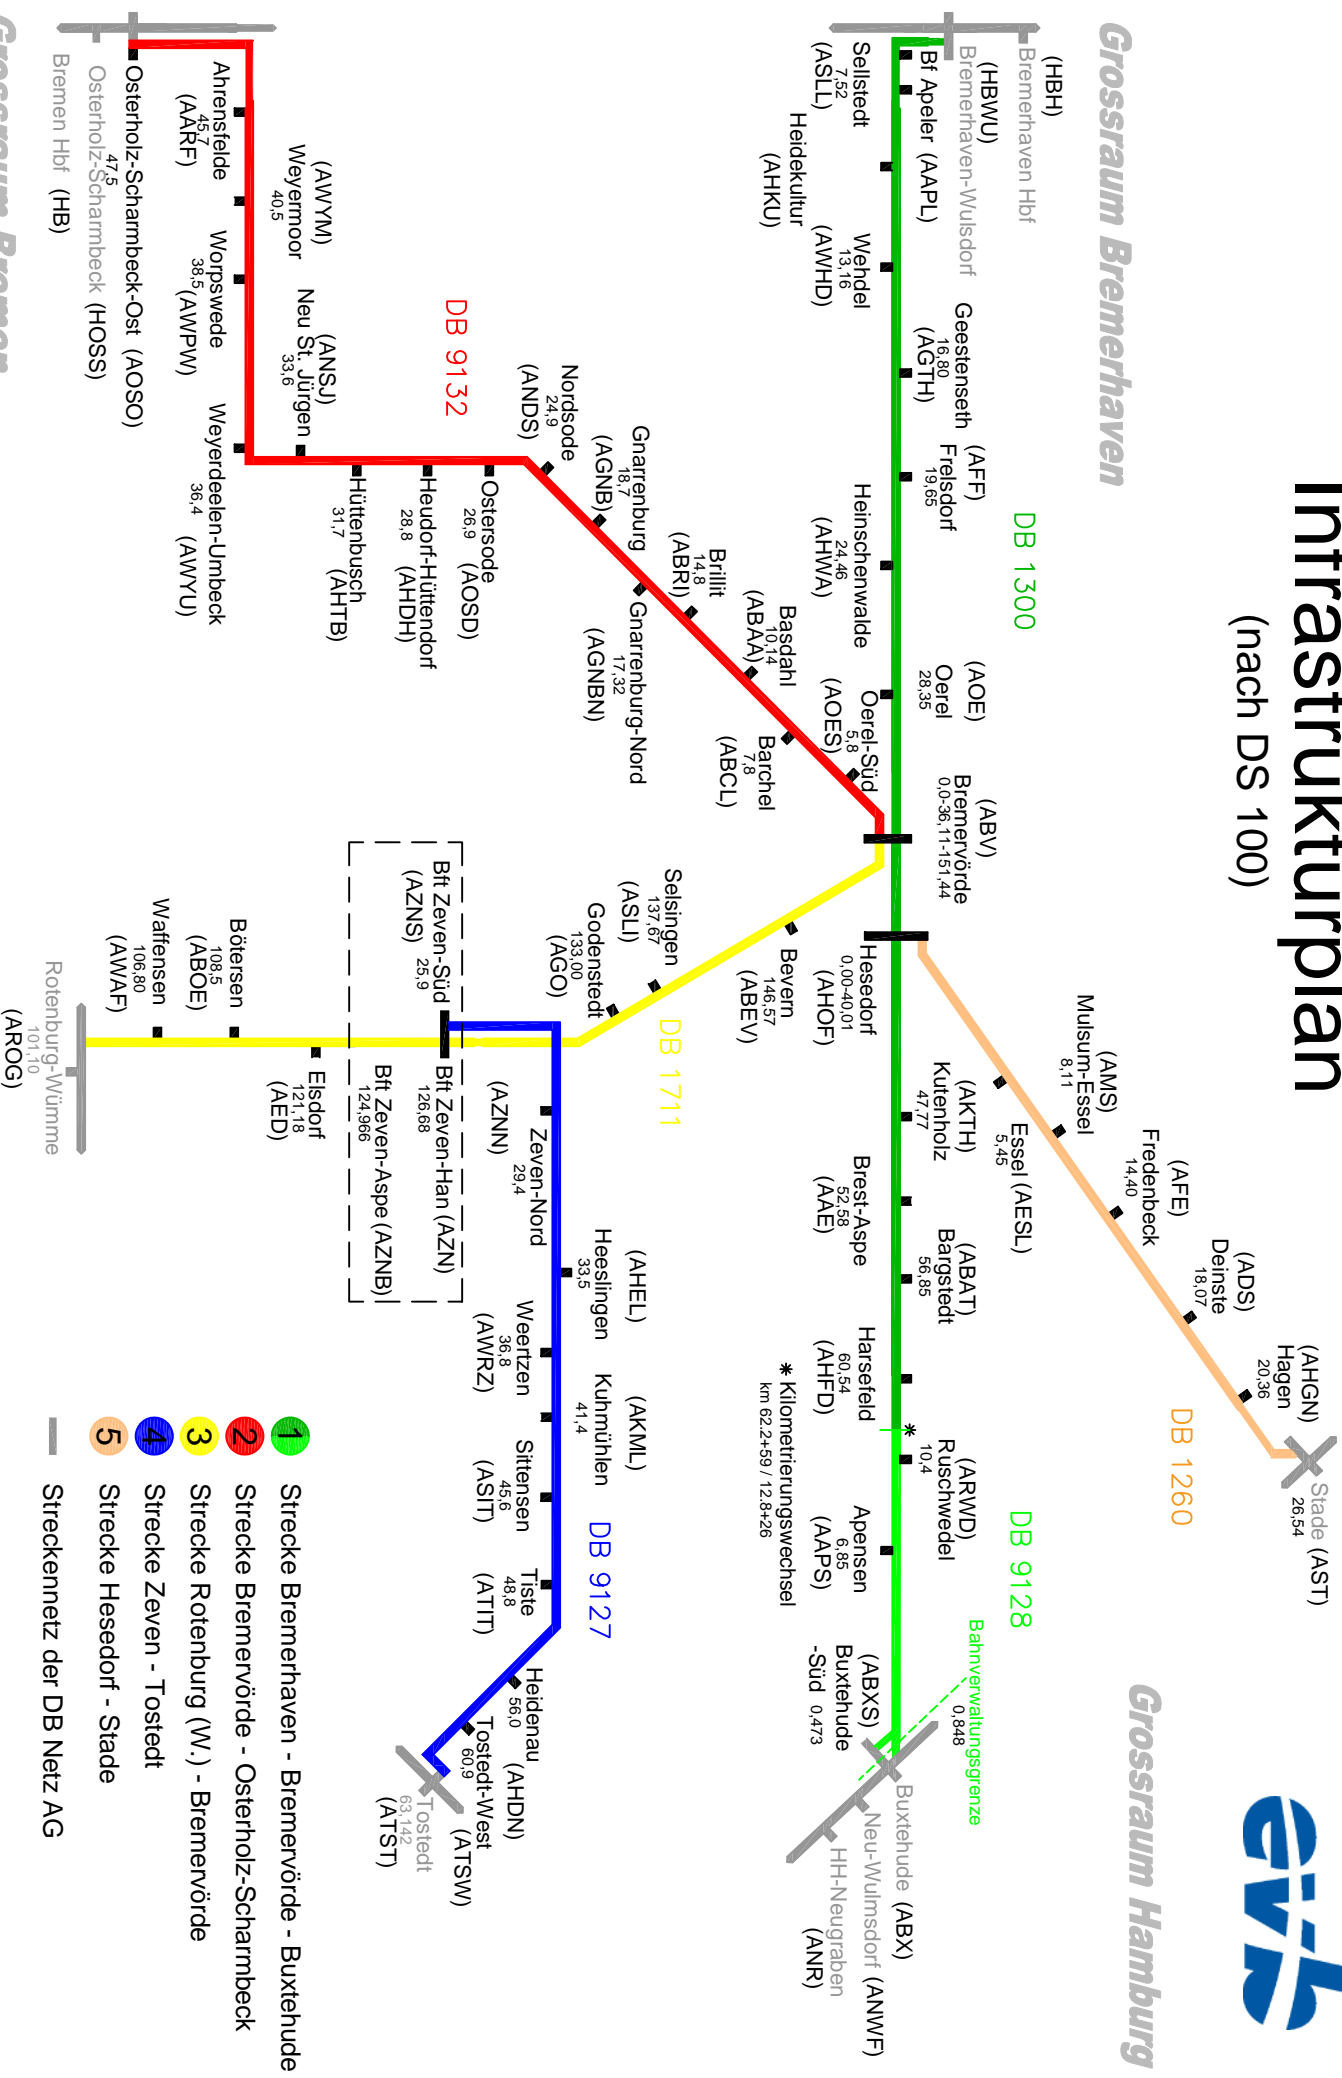 Infrastrukturplan
(nach DS 100)
evb
Grossraum Bremerhaven
Grossraum Hamburg
Grossraum Bremen
(HBH)
Bremerhaven Hbf
(HBWU)
Bremerhaven-Wulsdorf
Bf Apeler (AAPL)
Sellstedt
7,52
(ASLL)
Heidekultur
(AHKU)
Wehdel
13,16
(AWHD)
Geestenseth
16,80
(AGTH)
(AFF)
Frelsdorf
19,65
Heinschenwalde
24,46
(AHWA)
DB 1300
(AOE)
Oerel
28,35
(ABV)
Bremervörde
0,0-36,11-151,44
Hesedorf
0,00-40,01
(AHOF)
(AKTH)
Kutenholz
47,77
Brest-Aspe
52,58
(AAE)
(ABAT)
Bargstedt
56,85
Harsefeld
60,54
(AHFD)
* Kilometrierungswechsel
km 62.2+59 / 12.8+26
*
(ARWD)
Ruschwedel
10,4
Apensen
6,85
(AAPS)
DB 9128
(ABXS)
Buxtehude
-Süd 0,473
Bahnverwaltungsgrenze
0,848
Buxtehude (ABX)
Neu-Wulmsdorf (ANWF)
HH-Neugraben
(ANR)
Essel (AESL)
5,45
(AMS)
Mulsum-Essel
8,11
(AFE)
Fredenbeck
14,40
(ADS)
Deinste
18,07
(AHGN)
Hagen
20,36
DB 1260
Stade (AST)
26,54
Oerel-Süd
5,8
(AOES)
Barchel
7,8
(ABCL)
Basdahl
10,14
(ABAA)
Brillit
14,8
(ABRI)
Gnarrenburg-Nord
17,32
(AGNBN)
Gnarrenburg
18,7
(AGNB)
Nordsode
24,9
(ANDS)
DB 9132
Ostersode
26,9 (AOSD)
Heudorf-Hüttendorf
28,8 (AHDH)
Hüttenbusch
31,7 (AHTB)
(ANSJ)
Neu St. Jürgen
33,6
Weyerdeelen-Umbeck
36,4 (AWYU)
Worpswede
38,5 (AWPW)
(AWYM)
Weyermoor
40,5
Ahrensfelde
45,7
(AARF)
Osterholz-Scharmbeck-Ost (AOSO)
47,5
Osterholz-Scharmbeck (HOSS)
Bremen Hbf (HB)
Bevern
146,57
(ABEV)
Selsingen
137,67
(ASLI)
Godenstedt
133,00
(AGO)
DB 1711
Bft Zeven-Süd
25,9
(AZNS)
Bft Zeven-Han (AZN)
126,68
Bft Zeven-Aspe (AZNB)
124,966
Elsdorf
121,18
(AED)
Bötersen
108,5
(ABOE)
Waffensen
106,80
(AWAF)
Rotenburg-Wümme
101,10
(AROG)
Zeven-Nord
29,4
(AZNN)
(AHEL)
Heeslingen
33,5
Weertzen
36,8
(AWRZ)
(AKML)
Kuhmühlen
41,4
Sittensen
45,6
(ASIT)
DB 9127
Tiste
48,8
(ATIT)
Heidenau
56,0 (AHDN)
Tostedt-West
60,9 (ATSW)
Tostedt
63,142
(ATST)
1 Strecke Bremerhaven - Bremervörde - Buxtehude
2 Strecke Bremervörde - Osterholz-Scharmbeck
3 Strecke Rotenburg (W.) - Bremervörde
4 Strecke Zeven - Tostedt
5 Strecke Hesedorf - Stade
Streckennetz der DB Netz AG